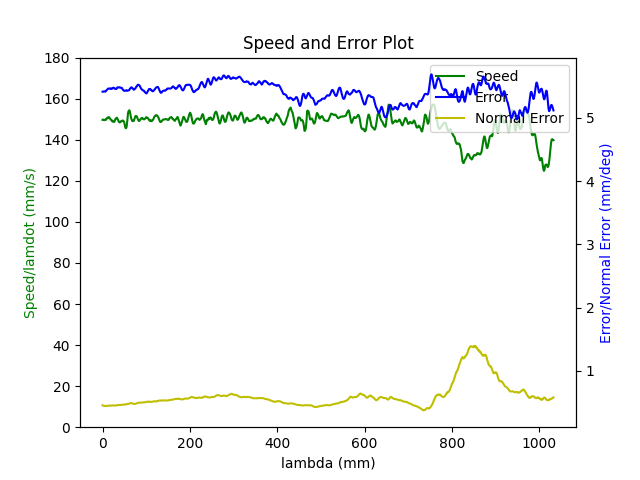 Speed and Error Plot
Speed
Error
Normal Error
Speed/lamdot (mm/s)
180
160
140
120
100
80
60
40
20
0
5
4
3
2
1
Error/Normal Error (mm/deg)
0 200 400 600 800 1000
lambda (mm)